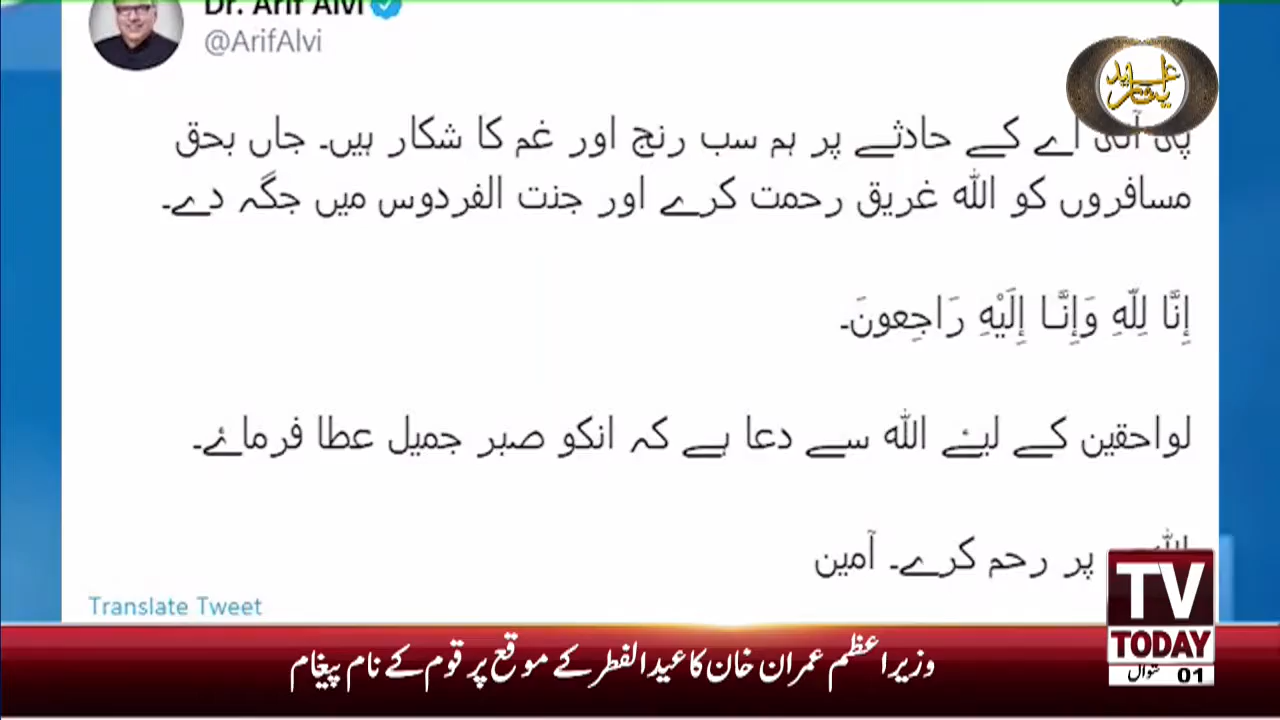 Dr. Arif Alvi
@ArifAlvi
عید
ایثار
پی آئی اے کے حادثے پر ہم سب رنج اور غم کا شکار ہیں۔ جاں بحق
مسافروں کو اللہ غریق رحمت کرے اور جنت الفردوس میں جگہ دے۔
إِنَّا لِلّهِ وَإِنَّـا إِلَيْهِ رَاجِعونَ۔
لواحقین کے لیئے اللہ سے دعا ہے کہ انکو صبر جمیل عطا فرمائے۔
اللہ پر رحم کرے۔ آمین
Translate Tweet
TV
TODAY
01 شوال
وزیراعظم عمران خان کا عیدالفطر کے موقع پر قوم کے نام پیغام